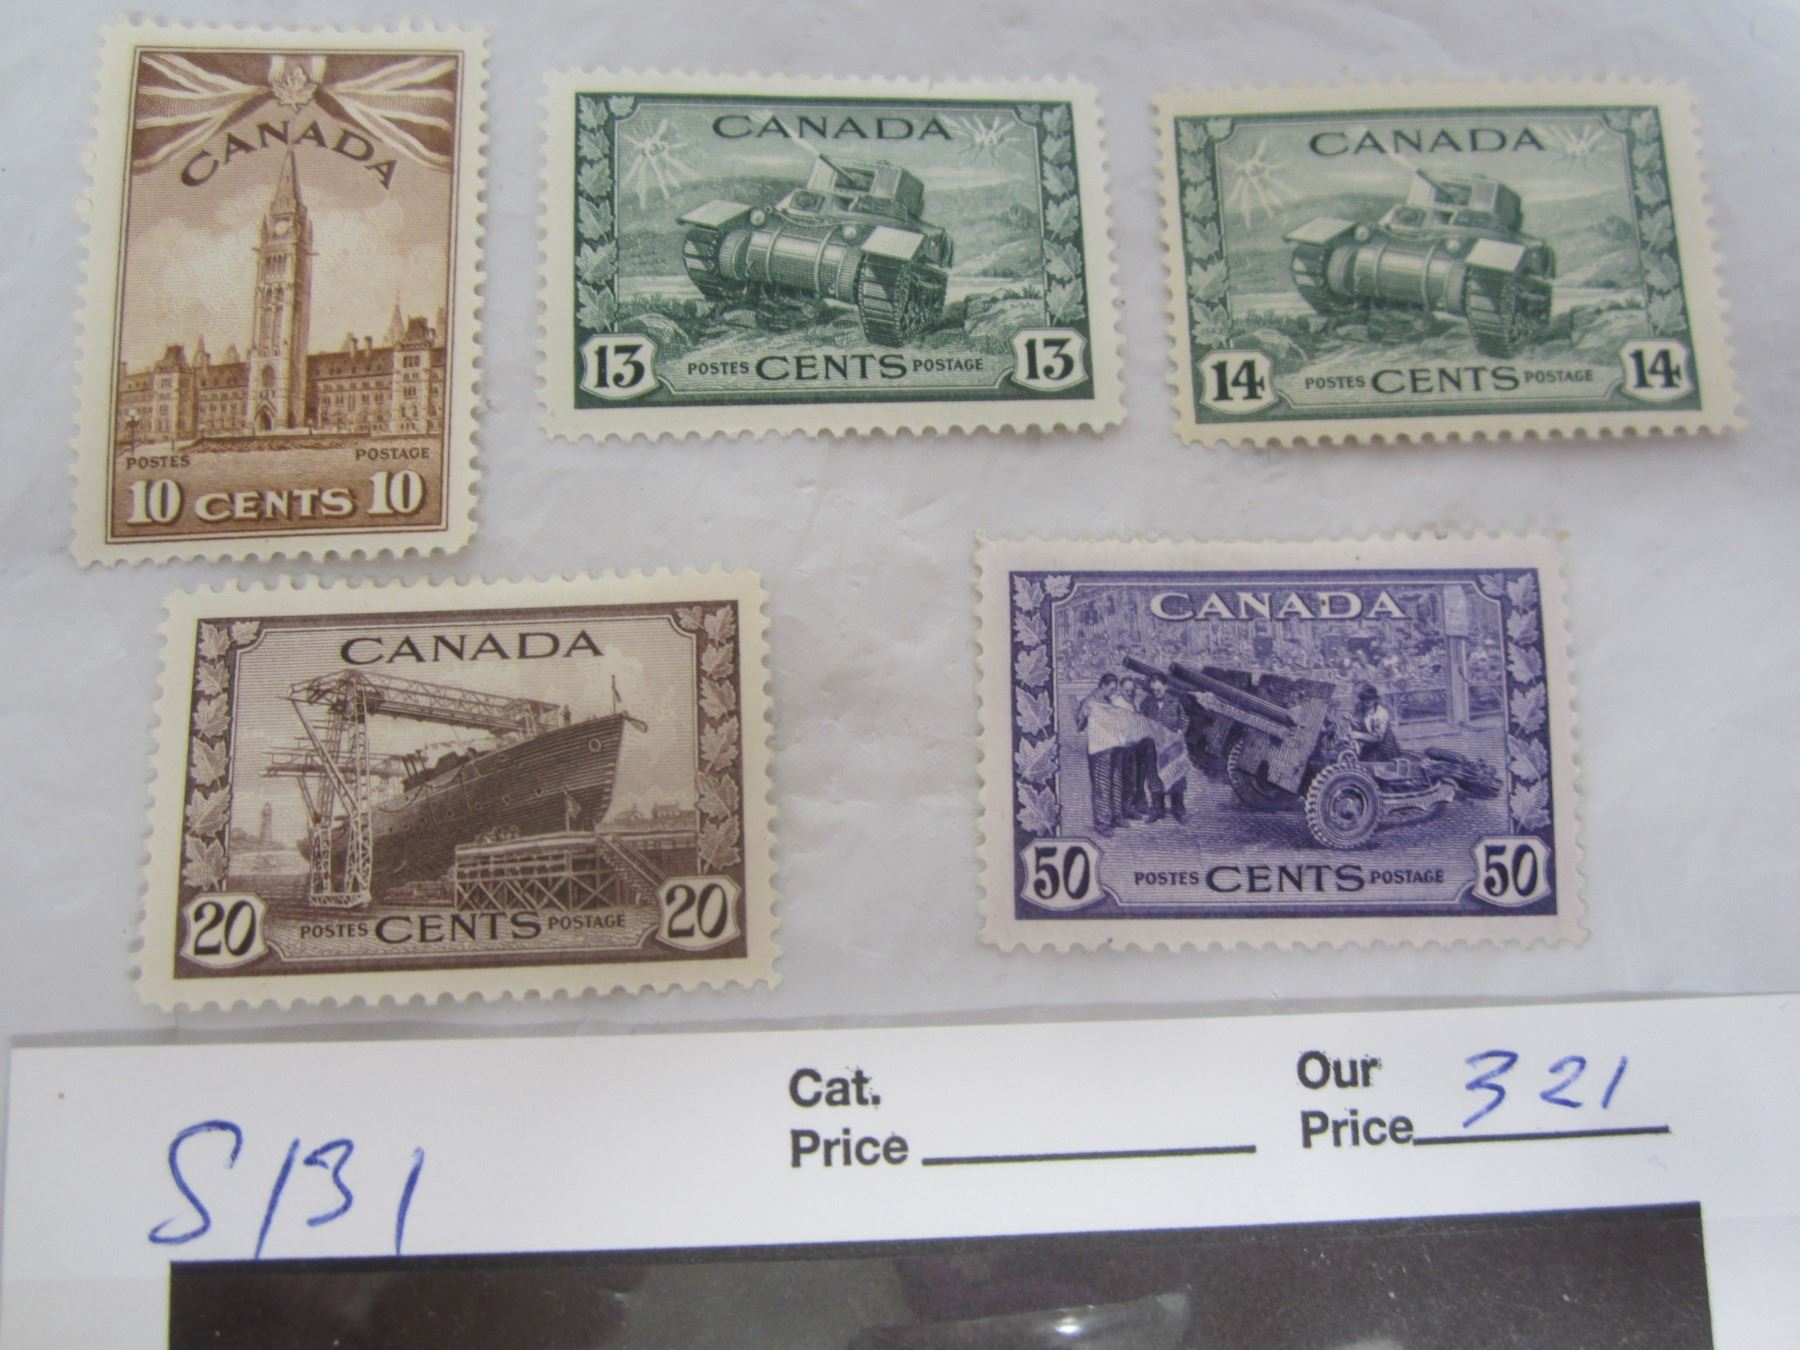 CANADA
POSTES POSTAGE
10 CENTS 10
CANADA
13 POSTES CENTS POSTAGE 13
CANADA
14 POSTES CENTS POSTAGE 14
CANADA
20 POSTES CENTS POSTAGE 20
CANADA
50 POSTES CENTS POSTAGE 50
Cat.
Price
Our
Price 321
S131